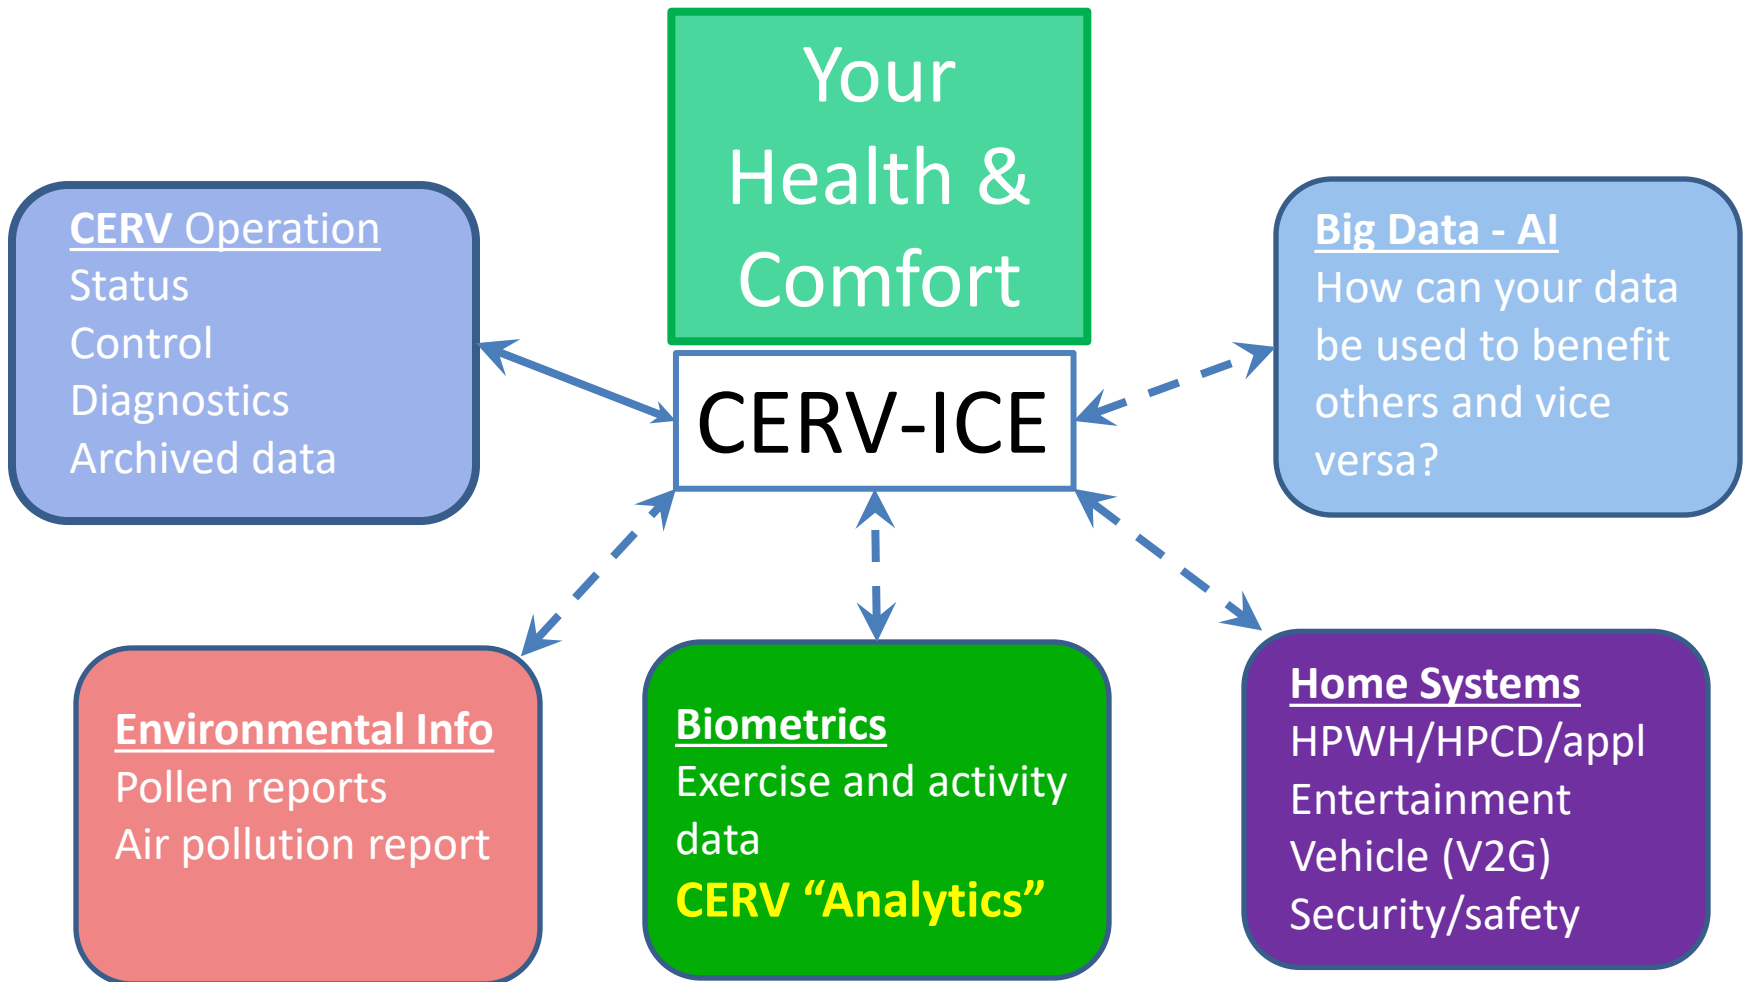 Your
Health &
Comfort
CERV-ICE
CERV Operation
Status
Control
Diagnostics
Archived data
Big Data - AI
How can your data
be used to benefit
others and vice
versa?
Environmental Info
Pollen reports
Air pollution report
Biometrics
Exercise and activity
data
CERV “Analytics”
Home Systems
HPWH/HPCD/appl
Entertainment
Vehicle (V2G)
Security/safety